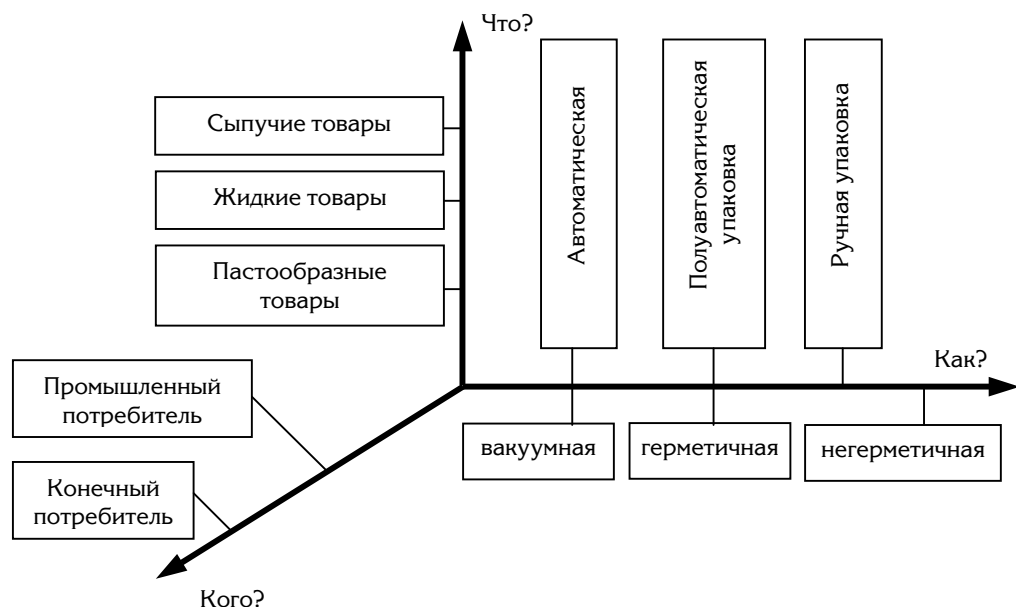 Что?
Сыпучие товары
Жидкие товары
Пастообразные
товары
Автоматическая
Полуавтоматическая
упаковка
Ручная упаковка
Как?
Промышленный
потребитель
вакуумная
герметичная
негерметичная
Конечный
потребитель
Кого?